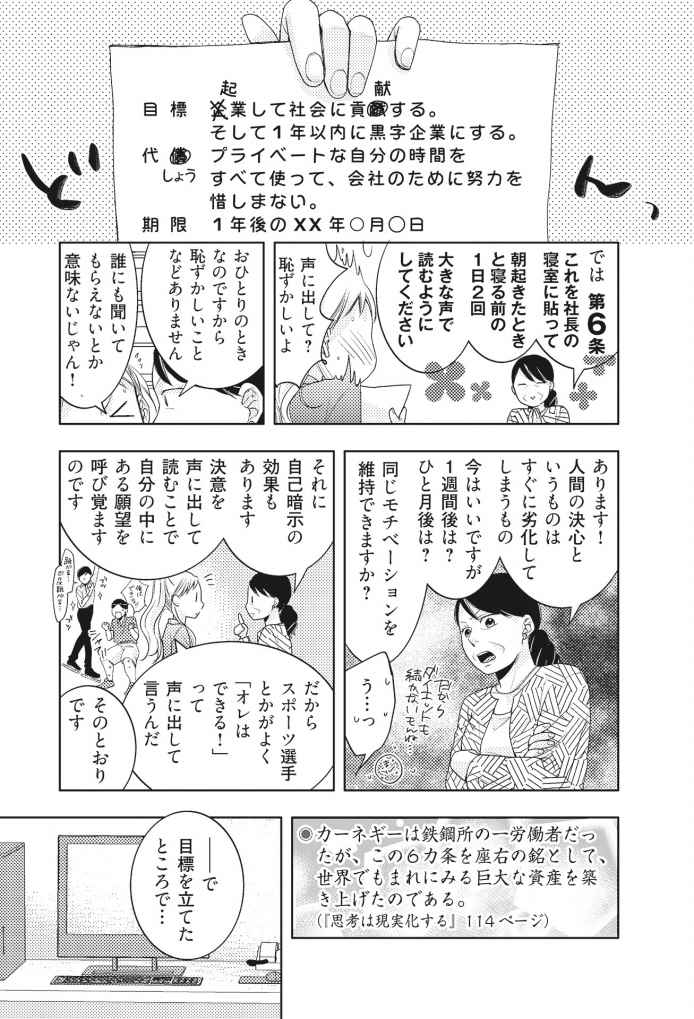 ど
ん、
起
献
目標 企業して社会に貢献する。
そして1年以内に黒字企業にする。
代償 プライベートな自分の時間を
しょう
すべて使って、会社のために努力を
惜しまない。
期限 1年後のXX年○月○日
では 第6条
これを社長の
寝室に貼って
朝起きたとき
と寝る前の
1日2回
大きな声で
読むように
してください
声に出して?
恥ずかしいよ
おひとりのとき
なのですから
恥ずかしいこと
などありません
誰にも聞いて
もらえないとか
意味ないじゃん!
あります!
人間の決心と
いうものは
すぐに劣化して
しまうもの
今はいいですが
1週間後は?
ひと月後は?
同じモチベーションを
維持できますか?
う…っ
だから
ダイエットも
続かないもんね…
それに
自己暗示の
効果も
あります
決意を
声に出して
読むことで
自分の中に
ある願望を
呼び覚ます
のです
だから
スポーツ選手
とかがよく
「オレは
できる!」
って
声に出して
言うんだ
そのとおり
です
●カーネギーは鉄鋼所の一労働者だっ
たが、この6カ条を座右の銘として、
世界でもまれにみる巨大な資産を築
き上げたのである。
(『思考は現実化する』114ページ)
──で
目標を立てた
ところで…